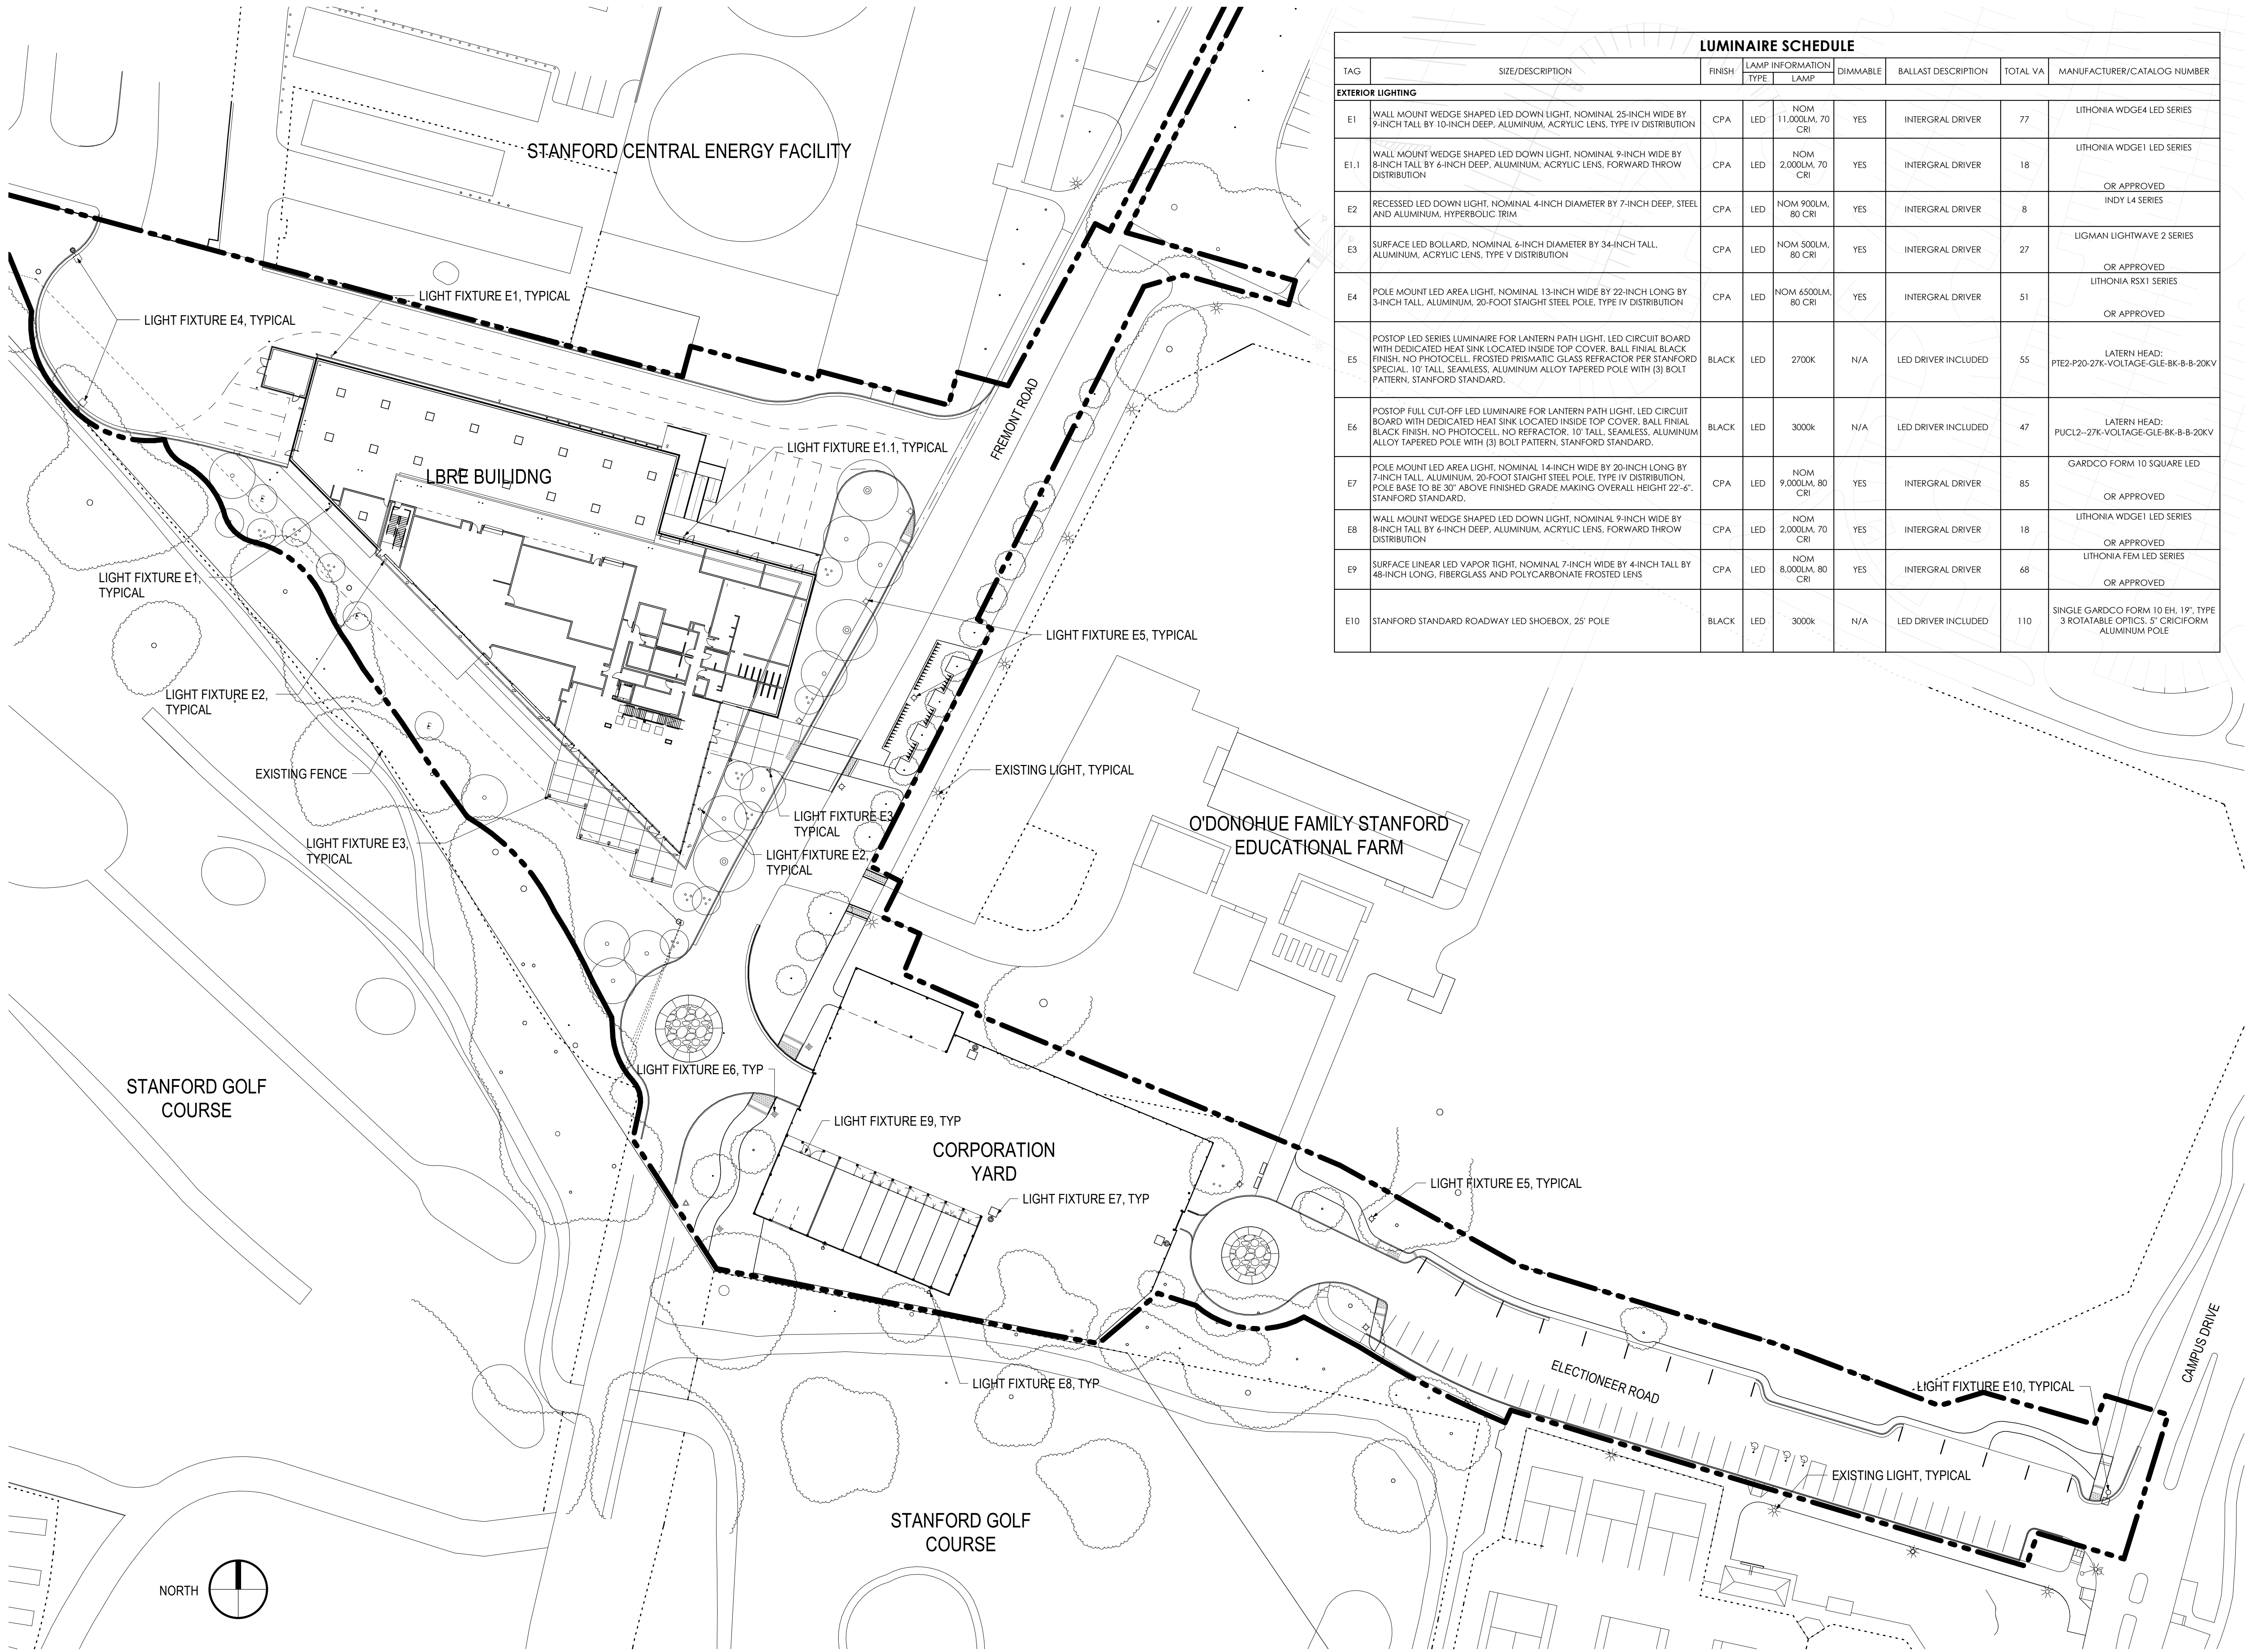 LUMINAIRE SCHEDULE
TAG
SIZE/DESCRIPTION
FINISH
LAMP INFORMATION
TYPE
LAMP
DIMMABLE
BALLAST DESCRIPTION
TOTAL VA
MANUFACTURER/CATALOG NUMBER
EXTERIOR LIGHTING
E1
WALL MOUNT WEDGE SHAPED LED DOWN LIGHT, NOMINAL 25-INCH WIDE BY
9-INCH TALL BY 10-INCH DEEP, ALUMINUM, ACRYLIC LENS, TYPE IV DISTRIBUTION
CPA
LED
NOM
11,000LM, 70
CRI
YES
INTERGRAL DRIVER
77
LITHONIA WDGE4 LED SERIES
E1.1
WALL MOUNT WEDGE SHAPED LED DOWN LIGHT, NOMINAL 9-INCH WIDE BY
8-INCH TALL BY 6-INCH DEEP, ALUMINUM, ACRYLIC LENS, FORWARD THROW
DISTRIBUTION
CPA
LED
NOM
2,000LM, 70
CRI
YES
INTERGRAL DRIVER
18
LITHONIA WDGE1 LED SERIES
OR APPROVED
E2
RECESSED LED DOWN LIGHT, NOMINAL 4-INCH DIAMETER BY 7-INCH DEEP, STEEL
AND ALUMINUM, HYPERBOLIC TRIM
CPA
LED
NOM 900LM,
80 CRI
YES
INTERGRAL DRIVER
8
INDY L4 SERIES
E3
SURFACE LED BOLLARD, NOMINAL 6-INCH DIAMETER BY 34-INCH TALL,
ALUMINUM, ACRYLIC LENS, TYPE V DISTRIBUTION
CPA
LED
NOM 500LM,
80 CRI
YES
INTERGRAL DRIVER
27
LIGMAN LIGHTWAVE 2 SERIES
OR APPROVED
E4
POLE MOUNT LED AREA LIGHT, NOMINAL 13-INCH WIDE BY 22-INCH LONG BY
3-INCH TALL, ALUMINUM, 20-FOOT STAIGHT STEEL POLE, TYPE IV DISTRIBUTION
CPA
LED
NOM 6500LM,
80 CRI
YES
INTERGRAL DRIVER
51
LITHONIA RSX1 SERIES
OR APPROVED
E5
POSTOP LED SERIES LUMINAIRE FOR LANTERN PATH LIGHT. LED CIRCUIT BOARD
WITH DEDICATED HEAT SINK LOCATED INSIDE TOP COVER. BALL FINIAL BLACK
FINISH. NO PHOTOCELL. FROSTED PRISMATIC GLASS REFRACTOR PER STANFORD
SPECIAL. 10' TALL, SEAMLESS, ALUMINUM ALLOY TAPERED POLE WITH (3) BOLT
PATTERN, STANFORD STANDARD.
BLACK
LED
2700K
N/A
LED DRIVER INCLUDED
55
LATERN HEAD:
PTE2-P20-27K-VOLTAGE-GLE-BK-B-B-20KV
E6
POSTOP FULL CUT-OFF LED LUMINAIRE FOR LANTERN PATH LIGHT. LED CIRCUIT
BOARD WITH DEDICATED HEAT SINK LOCATED INSIDE TOP COVER. BALL FINIAL
BLACK FINISH. NO PHOTOCELL. NO REFRACTOR. 10' TALL, SEAMLESS, ALUMINUM
ALLOY TAPERED POLE WITH (3) BOLT PATTERN, STANFORD STANDARD.
BLACK
LED
3000k
N/A
LED DRIVER INCLUDED
47
LATERN HEAD:
PUCL2--27K-VOLTAGE-GLE-BK-B-B-20KV
E7
POLE MOUNT LED AREA LIGHT, NOMINAL 14-INCH WIDE BY 20-INCH LONG BY
7-INCH TALL, ALUMINUM, 20-FOOT STAIGHT STEEL POLE, TYPE IV DISTRIBUTION,
POLE BASE TO BE 30" ABOVE FINISHED GRADE MAKING OVERALL HEIGHT 22'-6".
STANFORD STANDARD.
CPA
LED
NOM
9,000LM, 80
CRI
YES
INTERGRAL DRIVER
85
GARDCO FORM 10 SQUARE LED
OR APPROVED
E8
WALL MOUNT WEDGE SHAPED LED DOWN LIGHT, NOMINAL 9-INCH WIDE BY
8-INCH TALL BY 6-INCH DEEP, ALUMINUM, ACRYLIC LENS, FORWARD THROW
DISTRIBUTION
CPA
LED
NOM
2,000LM, 70
CRI
YES
INTERGRAL DRIVER
18
LITHONIA WDGE1 LED SERIES
OR APPROVED
E9
SURFACE LINEAR LED VAPOR TIGHT, NOMINAL 7-INCH WIDE BY 4-INCH TALL BY
48-INCH LONG, FIBERGLASS AND POLYCARBONATE FROSTED LENS
CPA
LED
NOM
8,000LM, 80
CRI
YES
INTERGRAL DRIVER
68
LITHONIA FEM LED SERIES
OR APPROVED
E10
STANFORD STANDARD ROADWAY LED SHOEBOX, 25' POLE
BLACK
LED
3000k
N/A
LED DRIVER INCLUDED
110
SINGLE GARDCO FORM 10 EH, 19", TYPE
3 ROTATABLE OPTICS, 5" CRICIFORM
ALUMINUM POLE
STANFORD CENTRAL ENERGY FACILITY
LIGHT FIXTURE E1, TYPICAL
LIGHT FIXTURE E4, TYPICAL
FREMONT ROAD
LIGHT FIXTURE E1.1, TYPICAL
LBRE BUILIDNG
E
E
E
E
LIGHT FIXTURE E1,
TYPICAL
LIGHT FIXTURE E5, TYPICAL
LIGHT FIXTURE E2,
TYPICAL
EXISTING FENCE
EXISTING LIGHT, TYPICAL
LIGHT FIXTURE E3
TYPICAL
O'DONOHUE FAMILY STANFORD
EDUCATIONAL FARM
LIGHT FIXTURE E3,
TYPICAL
LIGHT FIXTURE E2,
TYPICAL
LIGHT FIXTURE E6, TYP
STANFORD GOLF
COURSE
LIGHT FIXTURE E9, TYP
CORPORATION
YARD
LIGHT FIXTURE E7, TYP
LIGHT FIXTURE E5, TYPICAL
LIGHT FIXTURE E8, TYP
ELECTIONEER ROAD
LIGHT FIXTURE E10, TYPICAL
CAMPUS DRIVE
EXISTING LIGHT, TYPICAL
STANFORD GOLF
COURSE
NORTH